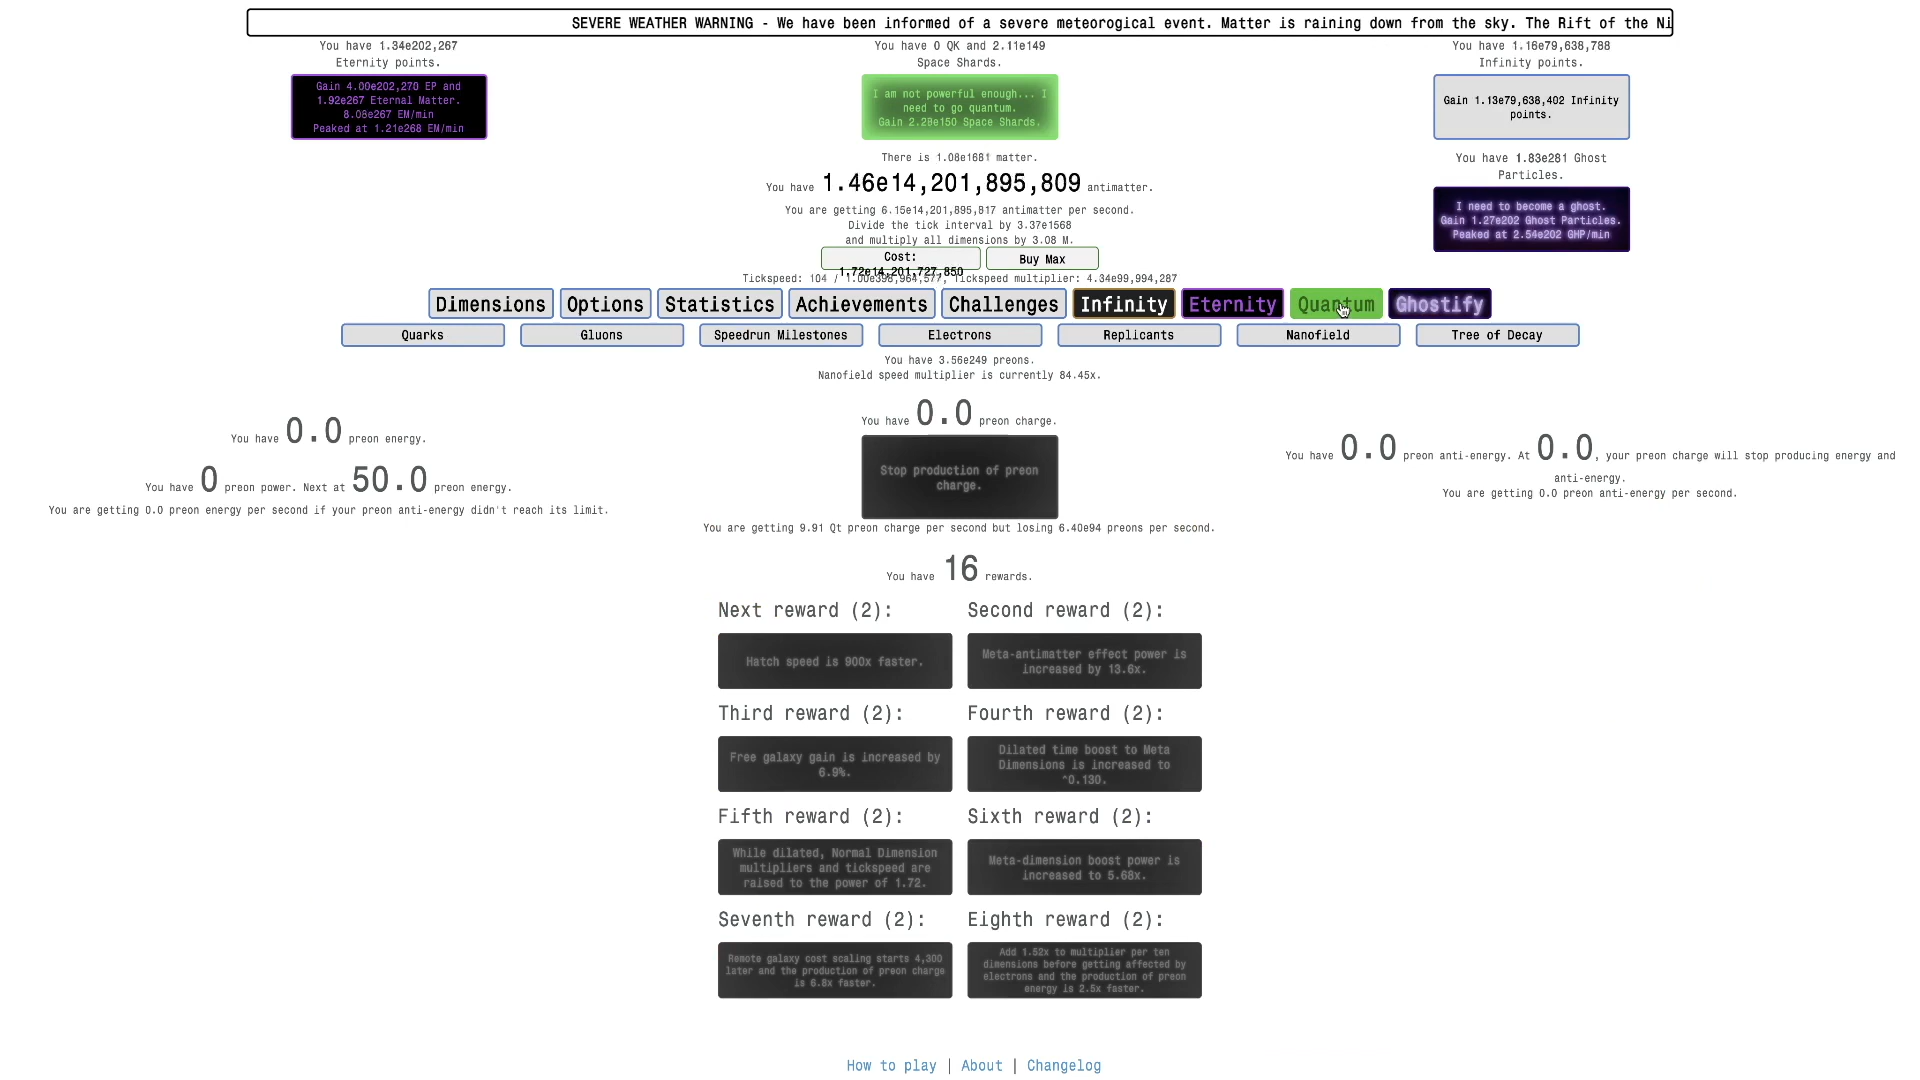 SEVERE WEATHER WARNING - We have been informed of a severe meteorogical event. Matter is raining down from the sky. The Rift of the Ni
You have 1.34e202,267
Eternity points.
Gain 4.00e202,270 EP and
1.92e267 Eternal Matter.
8.08e267 EM/min
Peaked at 1.21e268 EM/min
You have 0 QK and 2.11e149
Space Shards.
I am not powerful enough... I
need to go quantum.
Gain 2.29e150 Space Shards.
You have 1.16e79,638,788
Infinity points.
Gain 1.13e79,638,402 Infinity
points.
You have 1.83e281 Ghost
Particles.
I need to become a ghost.
Gain 1.27e202 Ghost Particles.
Peaked at 2.54e202 GHP/min
There is 1.08e1681 matter.
You have 1.46e14,201,895,809 antimatter.
You are getting 6.15e14,201,895,817 antimatter per second.
Divide the tick interval by 3.37e1568
and multiply all dimensions by 3.08 M.
Cost:
1.72e14,201,727,850
Buy Max
Tickspeed: 104 / 1.00e398,964,577, Tickspeed multiplier: 4.34e99,994,287
Dimensions
Options
Statistics
Achievements
Challenges
Infinity
Eternity
Quantum
Ghostify
Quarks
Gluons
Speedrun Milestones
Electrons
Replicants
Nanofield
Tree of Decay
You have 3.56e249 preons.
Nanofield speed multiplier is currently 84.45x.
You have 0.0 preon charge.
Stop production of preon
charge.
You are getting 9.91 Qt preon charge per second but losing 6.40e94 preons per second.
You have 0.0 preon energy.
You have 0 preon power. Next at 50.0 preon energy.
You are getting 0.0 preon energy per second if your preon anti-energy didn't reach its limit.
You have 0.0 preon anti-energy. At 0.0, your preon charge will stop producing energy and
anti-energy.
You are getting 0.0 preon anti-energy per second.
You have 16 rewards.
Next reward (2):
Hatch speed is 900x faster.
Second reward (2):
Meta-antimatter effect power is
increased by 13.6x.
Third reward (2):
Free galaxy gain is increased by
6.9%.
Fourth reward (2):
Dilated time boost to Meta
Dimensions is increased to
^0.130.
Fifth reward (2):
While dilated, Normal Dimension
multipliers and tickspeed are
raised to the power of 1.72.
Sixth reward (2):
Meta-dimension boost power is
increased to 5.68x.
Seventh reward (2):
Remote galaxy cost scaling starts 4,300
later and the production of preon charge
is 6.8x faster.
Eighth reward (2):
Add 1.52x to multiplier per ten
dimensions before getting affected by
electrons and the production of preon
energy is 2.5x faster.
How to play | About | Changelog